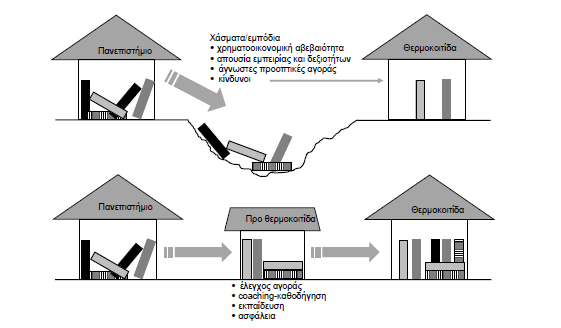 Χάσματα/εμπόδια
Πανεπιστήμιο
• χρηματοοικονομική αβεβαιότητα
• απουσία εμπειρίας και δεξιοτήτων
• άγνωστες προοπτικές αγοράς
• κίνδυνοι
Θερμοκοιτίδα
Πανεπιστήμιο
Προ θερμοκοιτίδα
Θερμοκοιτίδα
• έλεγχος αγοράς
• coaching-καθοδήγηση
• εκπαίδευση
• ασφάλεια